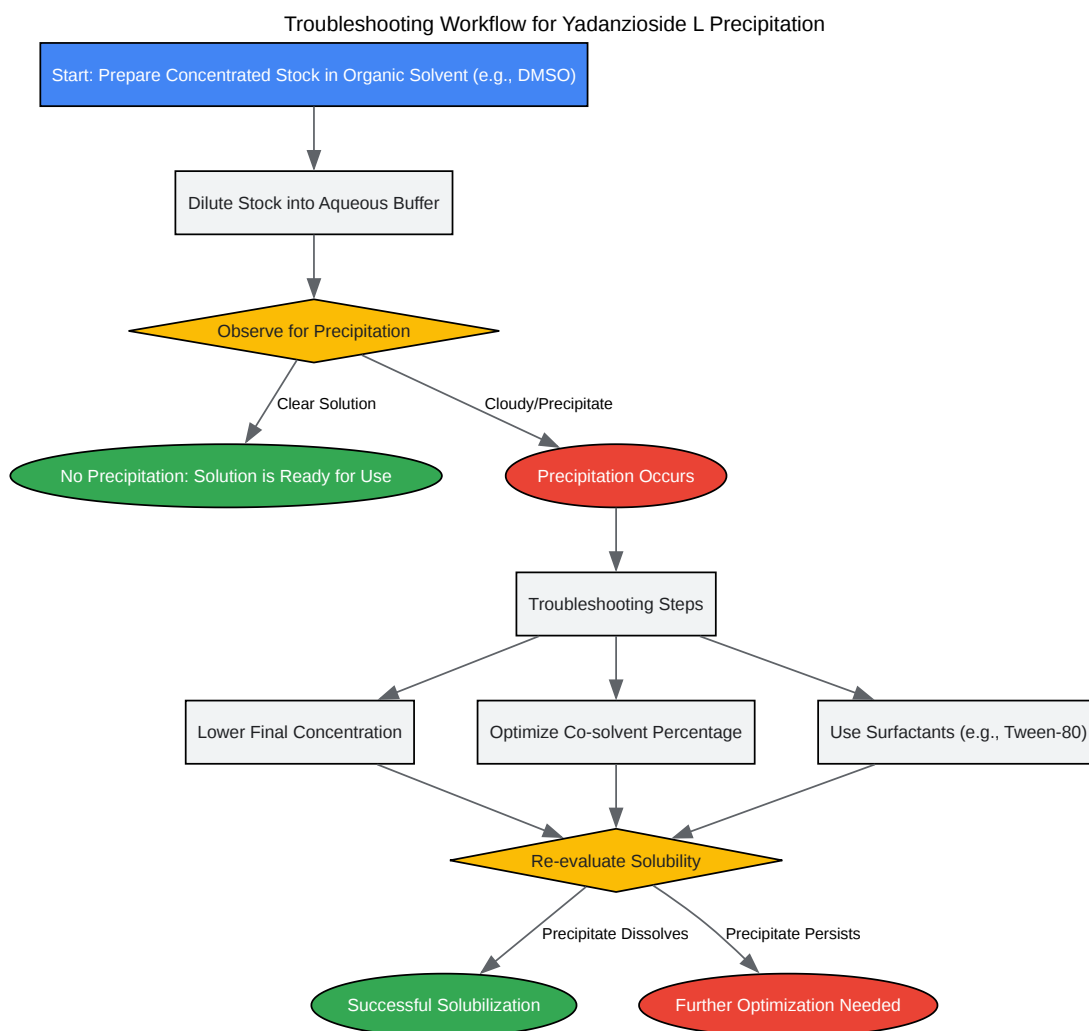 Troubleshooting Workflow for Yadanzioside L Precipitation
Start: Prepare Concentrated Stock in Organic Solvent (e.g., DMSO)
Dilute Stock into Aqueous Buffer
Observe for Precipitation
Clear Solution
Cloudy/Precipitate
No Precipitation: Solution is Ready for Use
Precipitation Occurs
Troubleshooting Steps
Lower Final Concentration
Optimize Co-solvent Percentage
Use Surfactants (e.g., Tween-80)
Re-evaluate Solubility
Precipitate Dissolves
Precipitate Persists
Successful Solubilization
Further Optimization Needed